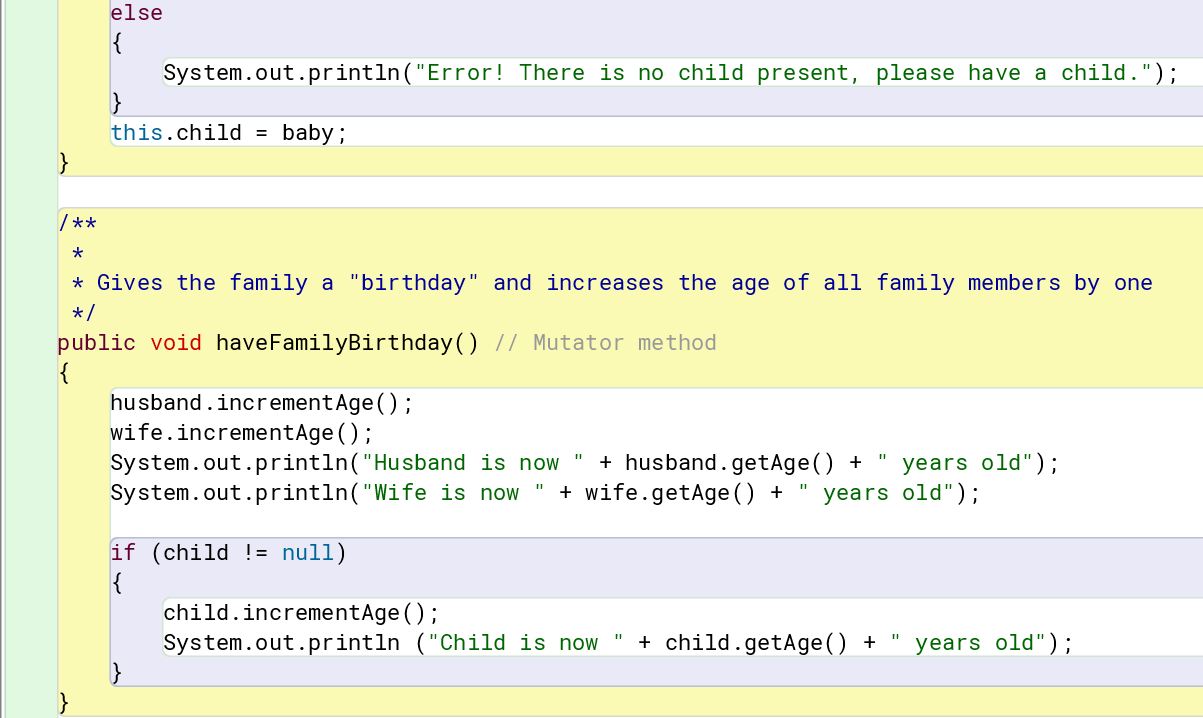 else
{
System.out.println("Error! There is no child present, please have a child.");
}
this.child = baby;
}
/**
*
* Gives the family a "birthday" and increases the age of all family members by one
*/
public void haveFamilyBirthday() // Mutator method
{
husband.incrementAge();
wife.incrementAge();
System.out.println("Husband is now " + husband.getAge() + " years old");
System.out.println("Wife is now " + wife.getAge() + " years old");
if (child != null)
{
child.incrementAge();
System.out.println ("Child is now " + child.getAge() + " years old");
}
}